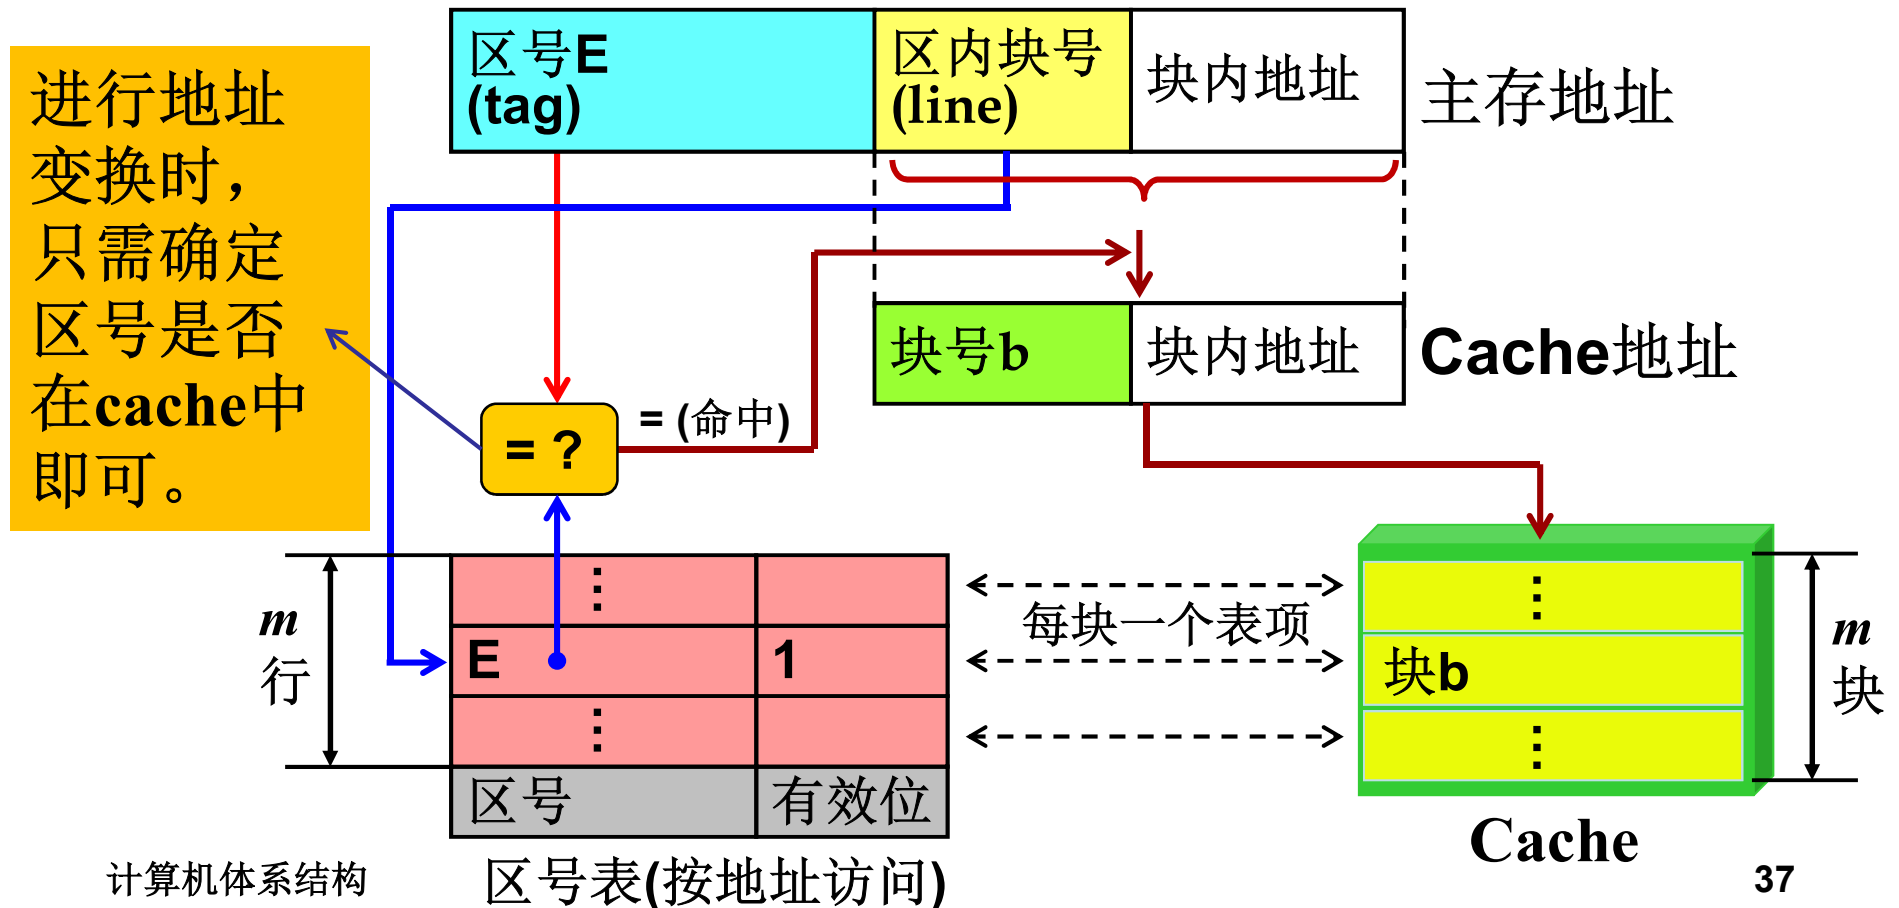 区号E
(tag)
区内块号
(line)
块内地址
主存地址
进行地址
变换时，
只需确定
区号是否
在cache中
即可。
块号b
块内地址
Cache地址
= ?
= (命中)
m
行
E
1
区号
有效位
区号表(按地址访问)
每块一个表项
块b
m
块
Cache
计算机体系结构
37